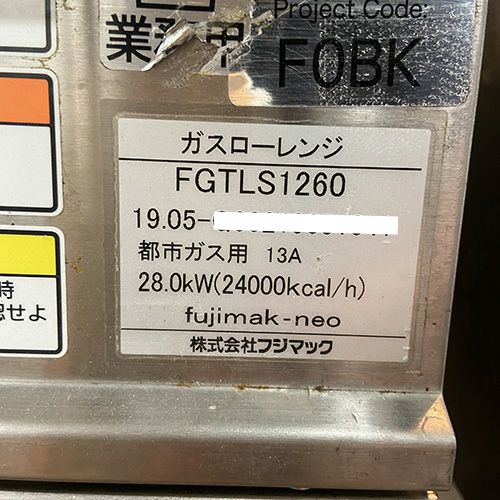 Project Code:
F0BK
業務用
ガスローレンジ
FGTLS1260
19.05-
都市ガス用 13A
28.0kW(24000kcal/h)
fujimak-neo
株式会社フジマック
時
認せよ